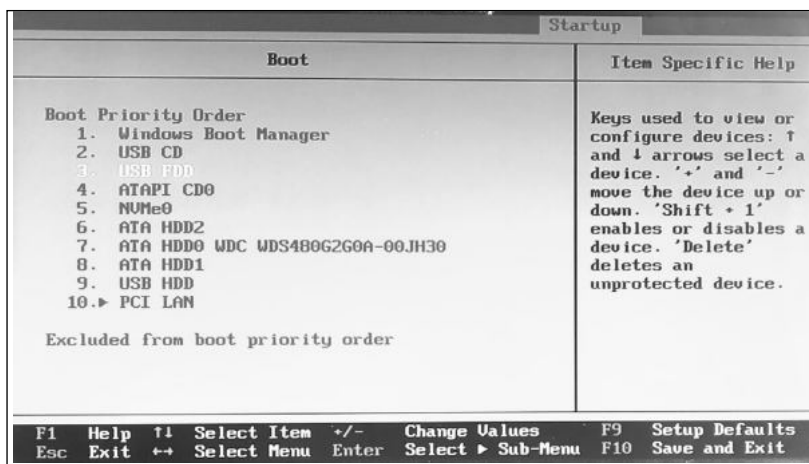 Startup
Boot
Item Specific Help
Boot Priority Order
1. Windows Boot Manager
2. USB CD
3. USB FDD
4. ATAPI CD0
5. NVMe0
6. ATA HDD2
7. ATA HDD0 WDC WDS480G2G0A-00JH30
8. ATA HDD1
9. USB HDD
10.▶ PCI LAN
Excluded from boot priority order
Keys used to view or
configure devices: ↑
and ↓ arrows select a
device. '+' and '-'
move the device up or
down. 'Shift + 1'
enables or disables a
device. 'Delete'
deletes an
unprotected device.
F1 Help ↑↓ Select Item +/- Change Values F9 Setup Defaults
Esc Exit ←→ Select Menu Enter Select ▶ Sub-Menu F10 Save and Exit